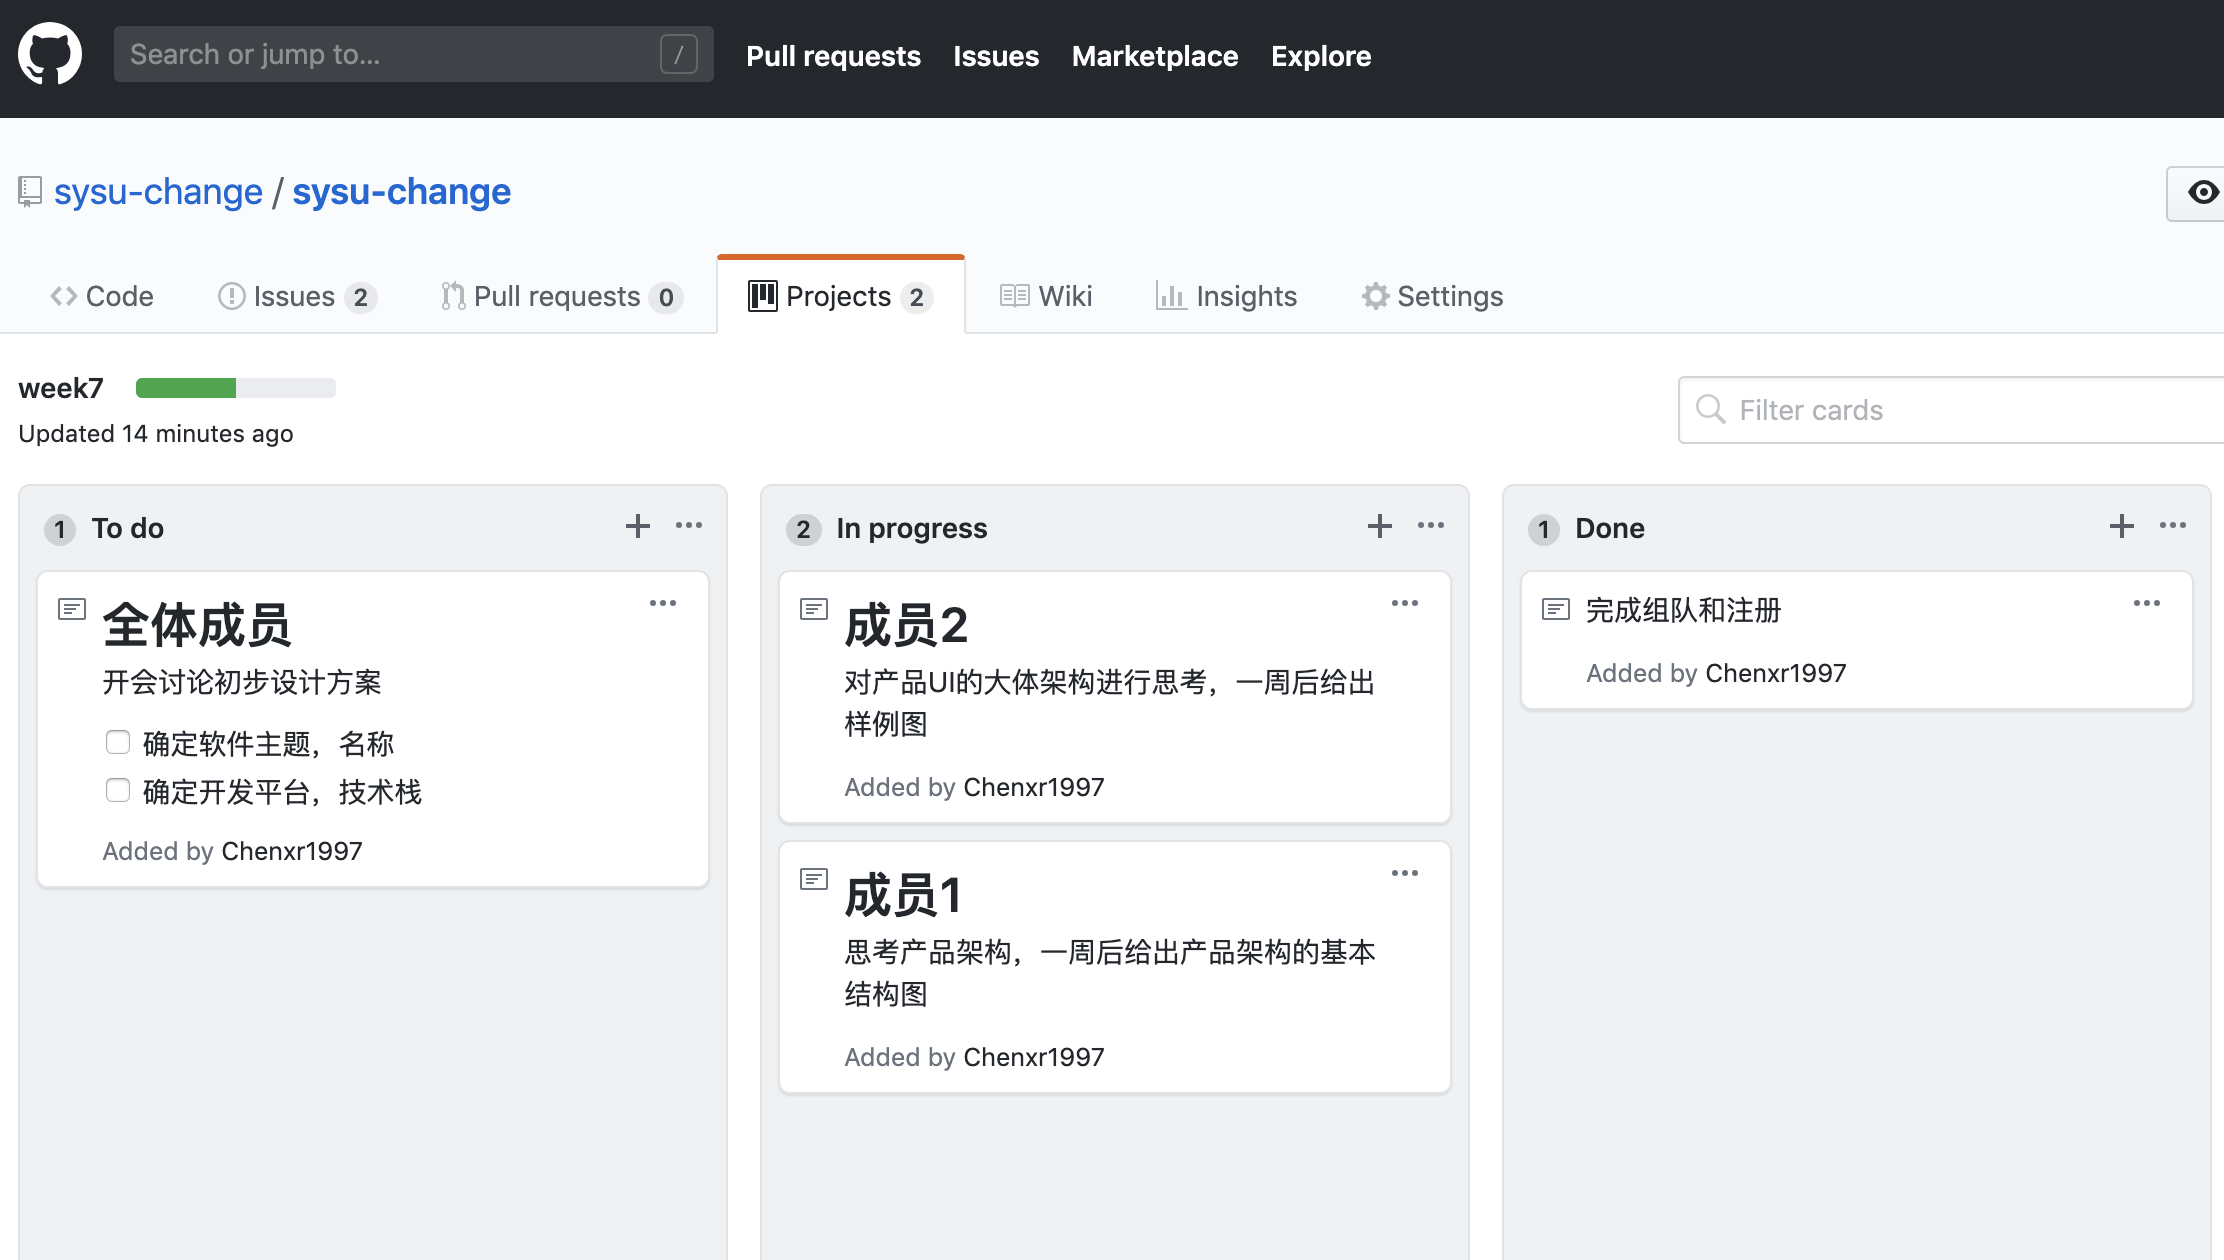 Search or jump to... /
Pull requests Issues Marketplace Explore
sysu-change / sysu-change
Code Issues 2 Pull requests 0 Projects 2 Wiki Insights Settings
week7
Updated 14 minutes ago
Filter cards
1 To do
全体成员
开会讨论初步设计方案
确定软件主题，名称
确定开发平台，技术栈
Added by Chenxr1997
2 In progress
成员2
对产品UI的大体架构进行思考，一周后给出
样例图
Added by Chenxr1997
成员1
思考产品架构，一周后给出产品架构的基本
结构图
Added by Chenxr1997
1 Done
完成组队和注册
Added by Chenxr1997